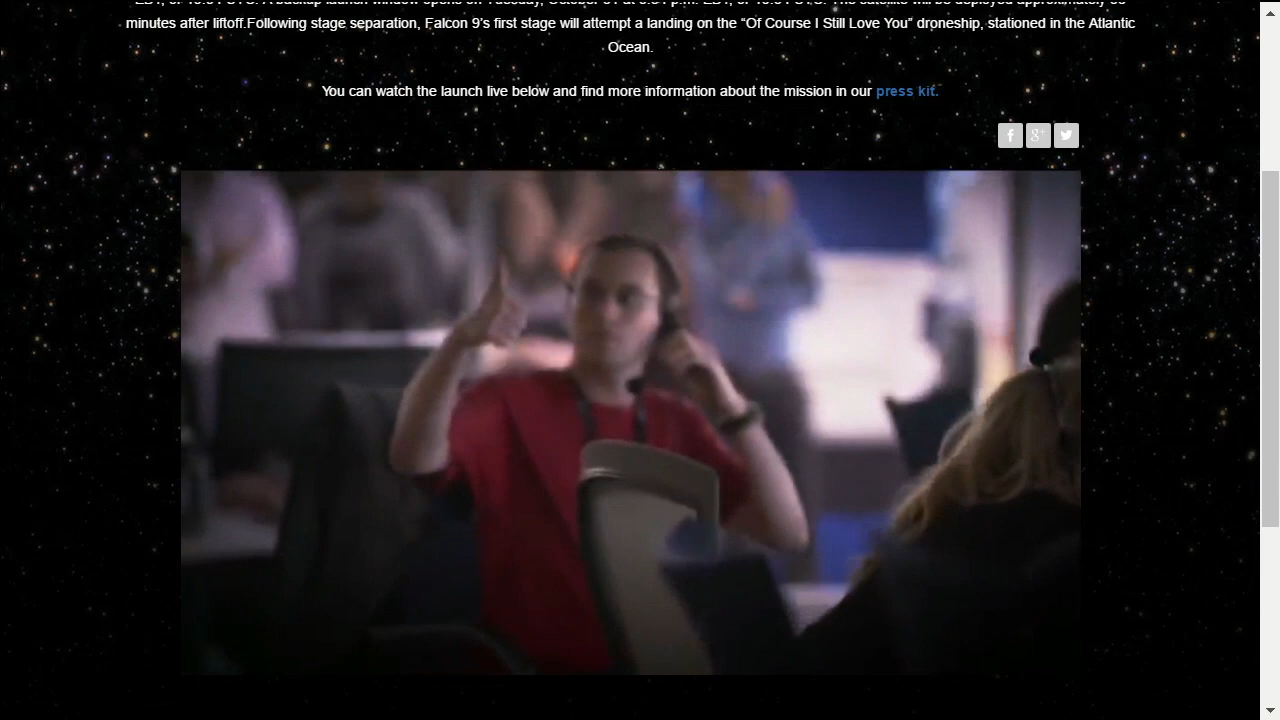 minutes after liftoff.Following stage separation, Falcon 9's first stage will attempt a landing on the "Of Course I Still Love You" droneship, stationed in the Atlantic
Ocean.
You can watch the launch live below and find more information about the mission in our press kit.
f g+